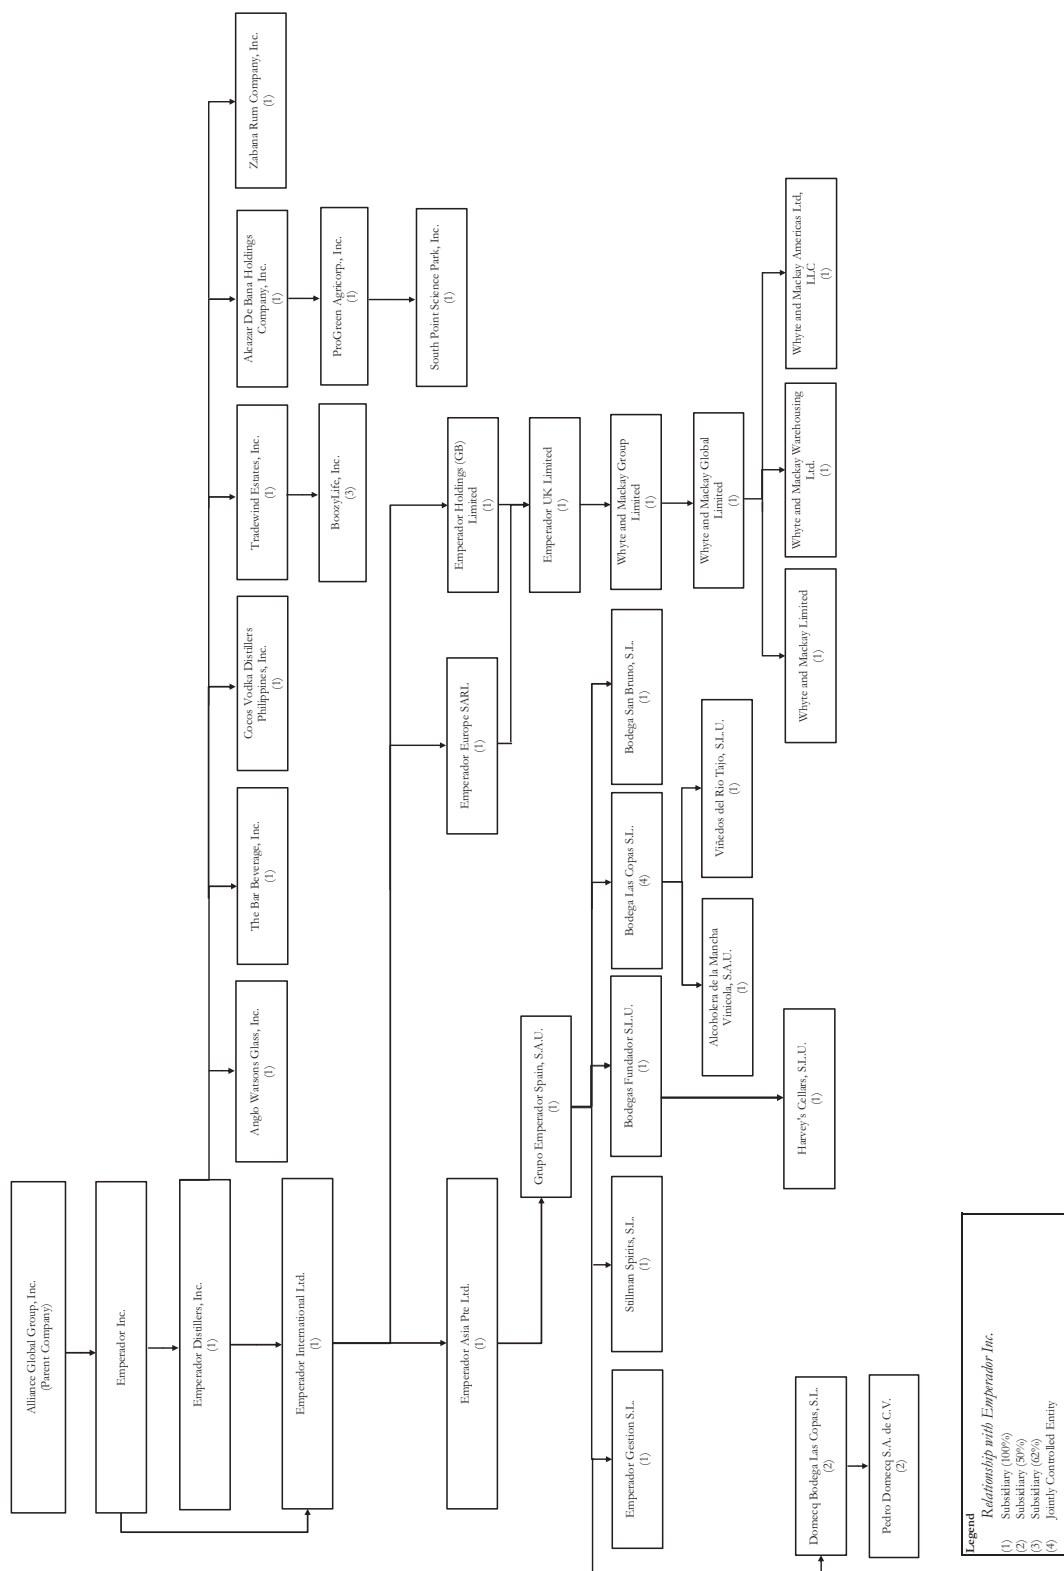 Alliance Global Group, Inc.
(Parent Company)
Emperador Inc.
Emperador Distillers, Inc.
(1)
Emperador International Ltd.
(1)
Anglo Watsons Glass, Inc.
(1)
The Bar Beverage, Inc.
(1)
Cocos Vodka Distillers
Philippines, Inc.
(1)
Tradewind Estates, Inc.
(1)
Alcazar De Bana Holdings
Company, Inc.
(1)
Zabana Rum Company, Inc.
(1)
BoozyLife, Inc.
(3)
ProGreen Agricorp., Inc.
(1)
South Point Science Park, Inc.
(1)
Emperador Asia Pte Ltd.
(1)
Emperador Europe SARL
(1)
Emperador Holdings (GB)
Limited
(1)
Grupo Emperador Spain, S.A.U.
(1)
Emperador UK Limited
(1)
Emperador Gestion S.L.
(1)
Stillman Spirits, S.L.
(1)
Bodegas Fundador S.L.U.
(1)
Bodega Las Copas S.L.
(4)
Bodega San Bruno, S.L.
(1)
Whyte and Mackay Group
Limited
(1)
Whyte and Mackay Global
Limited
(1)
Alcoholera de la Mancha
Vinicola, S.A.U.
(1)
Viñedos del Rio Tajo, S.L.U.
(1)
Domecq Bodega Las Copas, S.L.
(2)
Harvey's Cellars, S.L.U.
(1)
Whyte and Mackay Limited
(1)
Whyte and Mackay Warehousing
Ltd.
(1)
Whyte and Mackay Americas Ltd,
LLC
(1)
Pedro Domecq S.A. de C.V.
(2)
Legend
Relationship with Emperador Inc.
(1) Subsidiary (100%)
(2) Subsidiary (50%)
(3) Subsidiary (62%)
(4) Jointly Controlled Entity